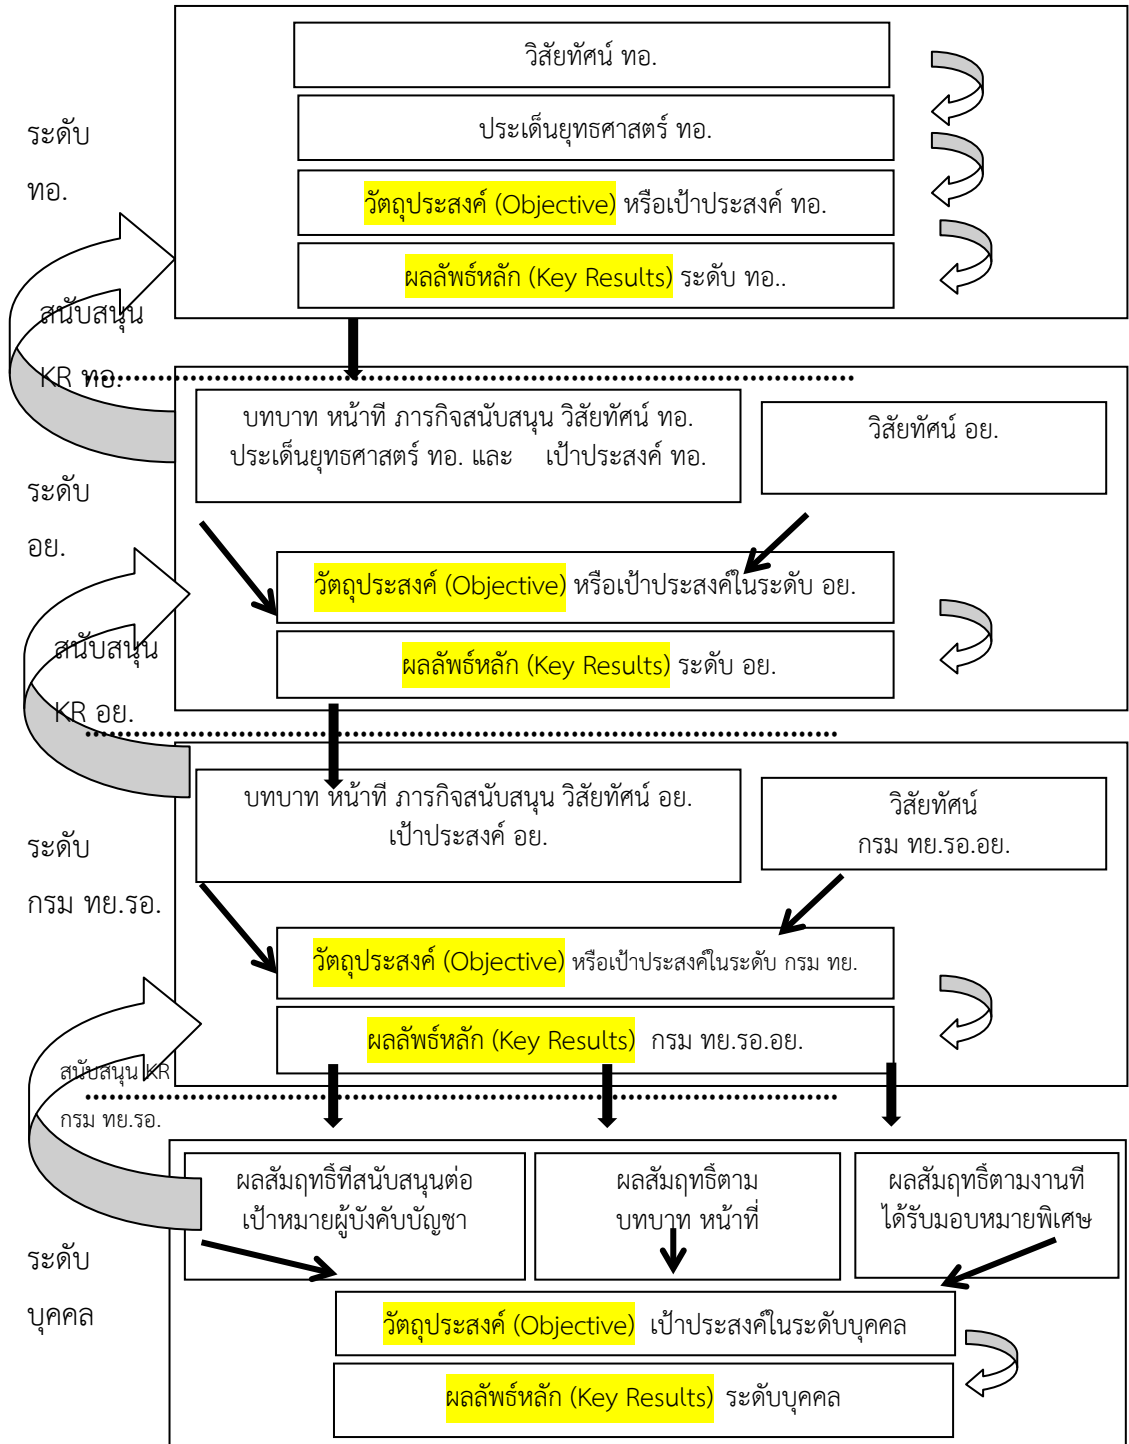 วิสัยทัศน์ ทอ.
ประเด็นยุทธศาสตร์ ทอ.
ระดับ
ทอ.
วัตถุประสงค์ (Objective) หรือเป้าประสงค์ ทอ.
ผลลัพธ์หลัก (Key Results) ระดับ ทอ..
สนับสนุน
KR ทอ.
บทบาท หน้าที่ ภารกิจสนับสนุน วิสัยทัศน์ ทอ.
ประเด็นยุทธศาสตร์ ทอ. และ เป้าประสงค์ ทอ.
วิสัยทัศน์ อย.
ระดับ
อย.
วัตถุประสงค์ (Objective) หรือเป้าประสงค์ในระดับ อย.
ผลลัพธ์หลัก (Key Results) ระดับ อย.
สนับสนุน
KR อย.
บทบาท หน้าที่ ภารกิจสนับสนุน วิสัยทัศน์ อย.
เป้าประสงค์ อย.
วิสัยทัศน์
กรม ทย.รอ.อย.
ระดับ
กรม ทย.รอ.
วัตถุประสงค์ (Objective) หรือเป้าประสงค์ในระดับ กรม ทย.
ผลลัพธ์หลัก (Key Results) กรม ทย.รอ.อย.
สนับสนุน KR
กรม ทย.รอ.
ผลสัมฤทธิ์ที่สนับสนุนต่อ
เป้าหมายผู้บังคับบัญชา
ผลสัมฤทธิ์ตาม
บทบาท หน้าที่
ผลสัมฤทธิ์ตามงานที่
ได้รับมอบหมายพิเศษ
ระดับ
บุคคล
วัตถุประสงค์ (Objective) เป้าประสงค์ในระดับบุคคล
ผลลัพธ์หลัก (Key Results) ระดับบุคคล